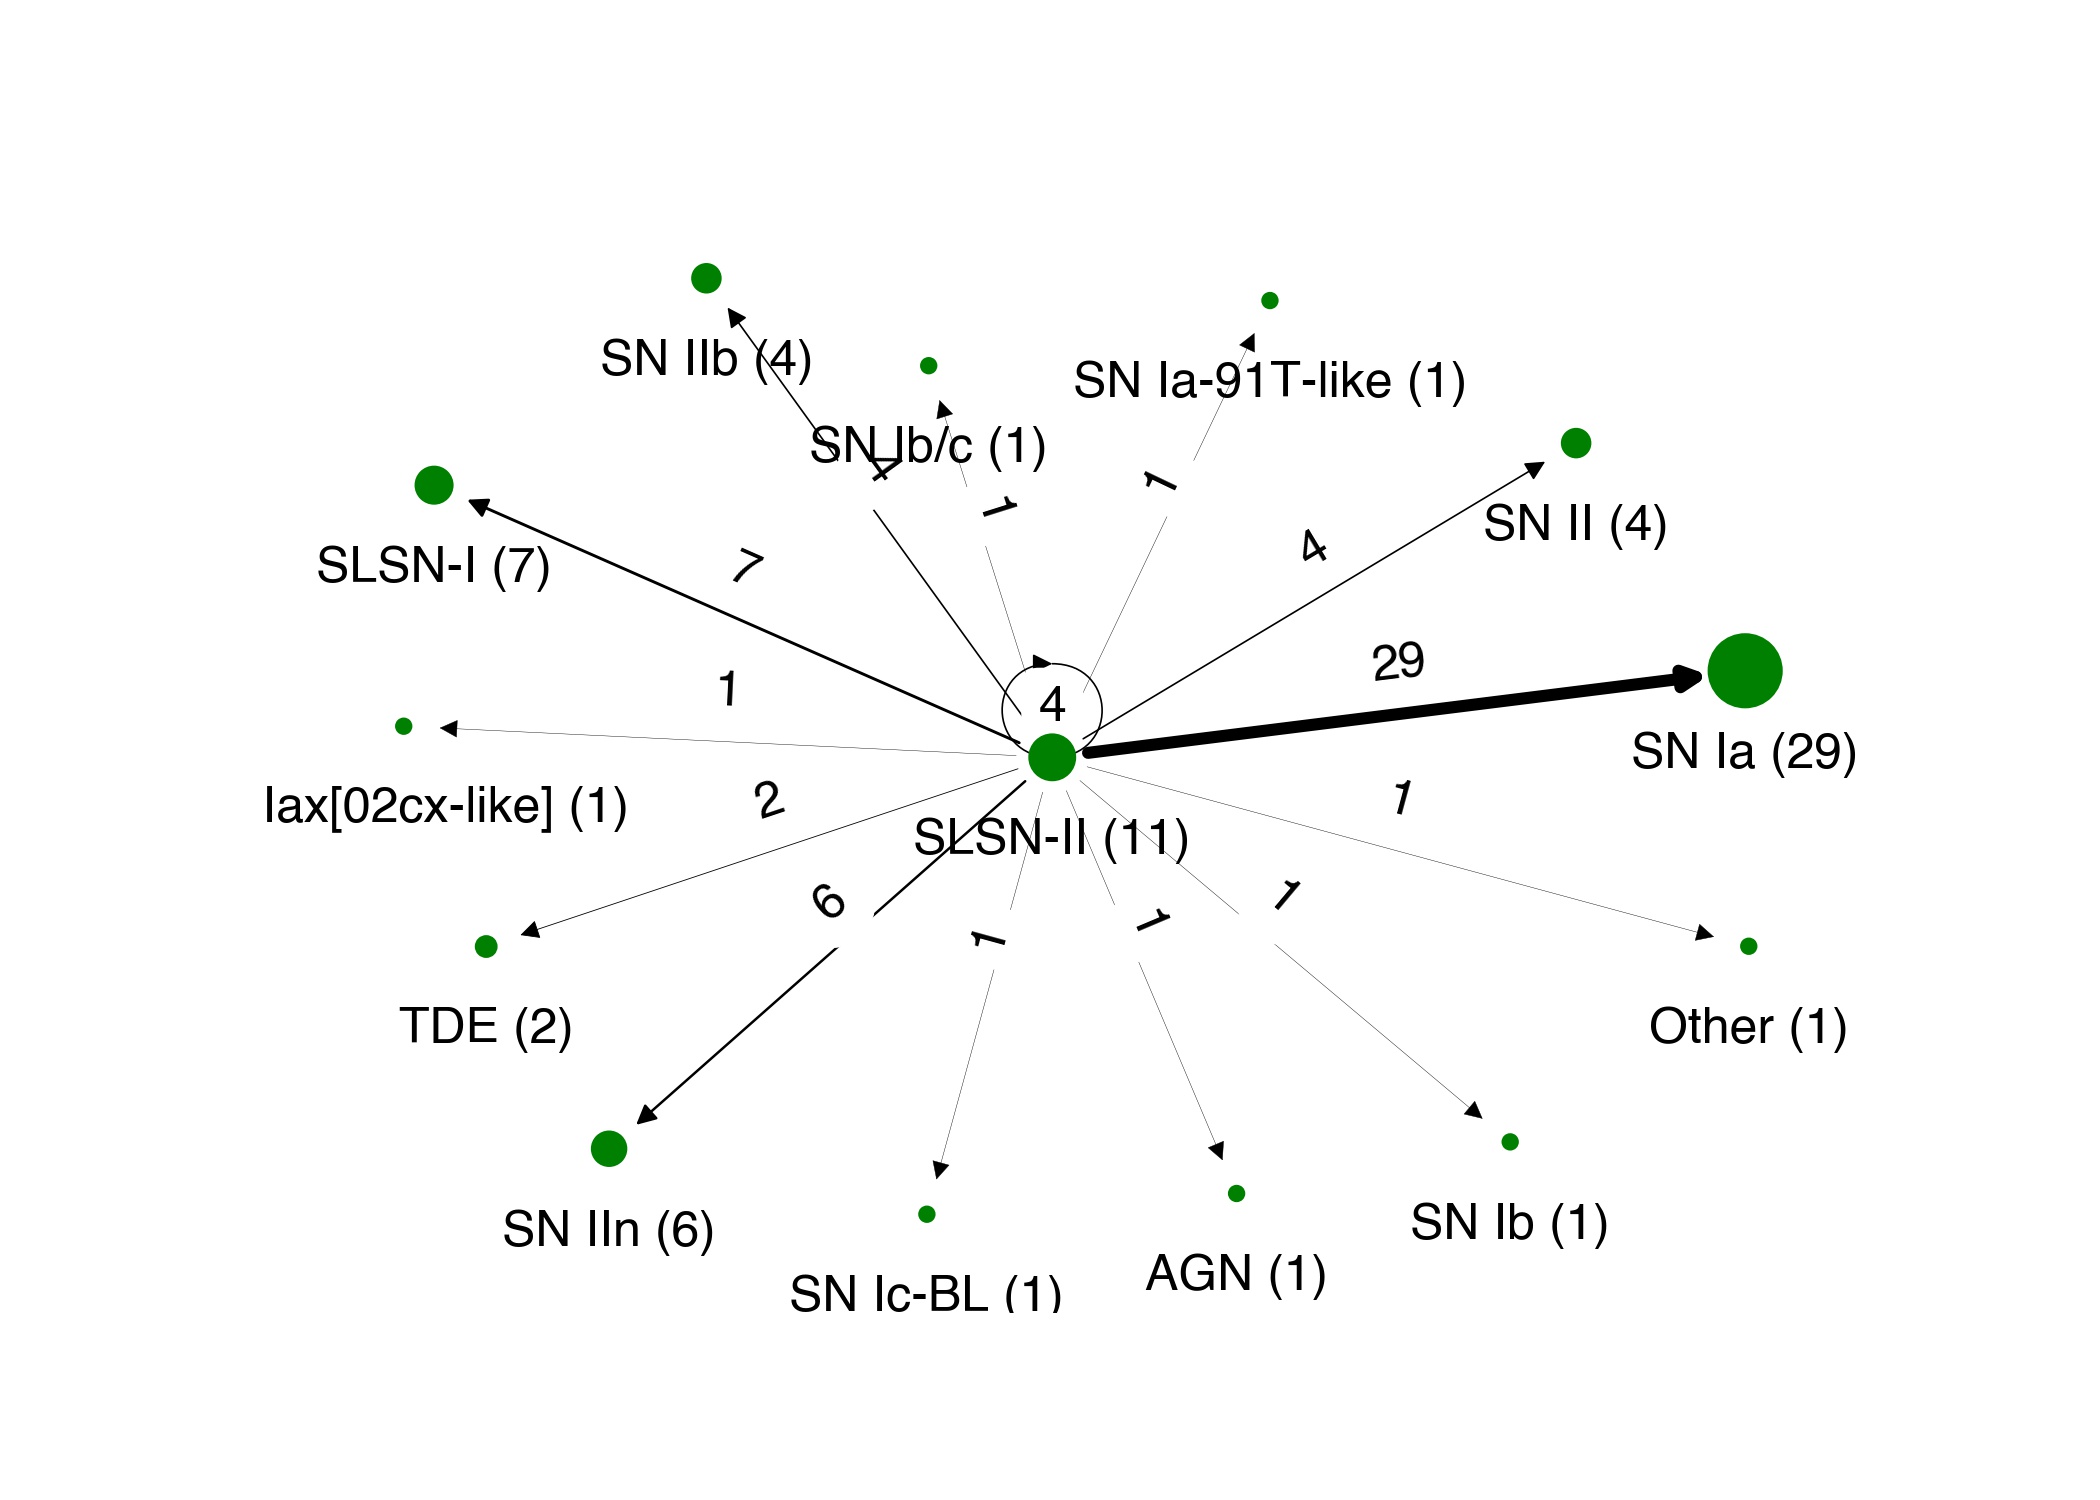 SN IIb (4)
SN Ia-91T-like (1)
SN Ib/c (1)
4
1
1
SN II (4)
4
SLSN-I (7)
7
29
1
4
SN Ia (29)
Iax[02cx-like] (1)
2
1
SLSN-II (11)
6
1
1
1
TDE (2)
Other (1)
SN IIn (6)
SN Ib (1)
AGN (1)
SN Ic-BL (1)